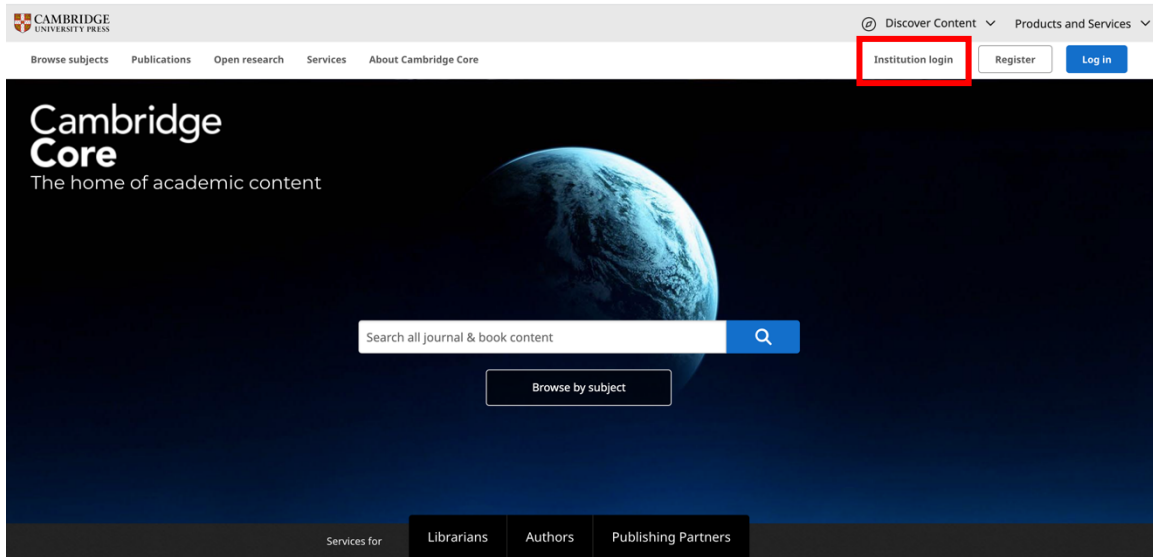 CAMBRIDGE
UNIVERSITY PRESS
Discover Content
Products and Services
Browse subjects
Publications
Open research
Services
About Cambridge Core
Institution login
Register
Log in
Cambridge
Core
The home of academic content
Search all journal & book content
Browse by subject
Services for
Librarians
Authors
Publishing Partners